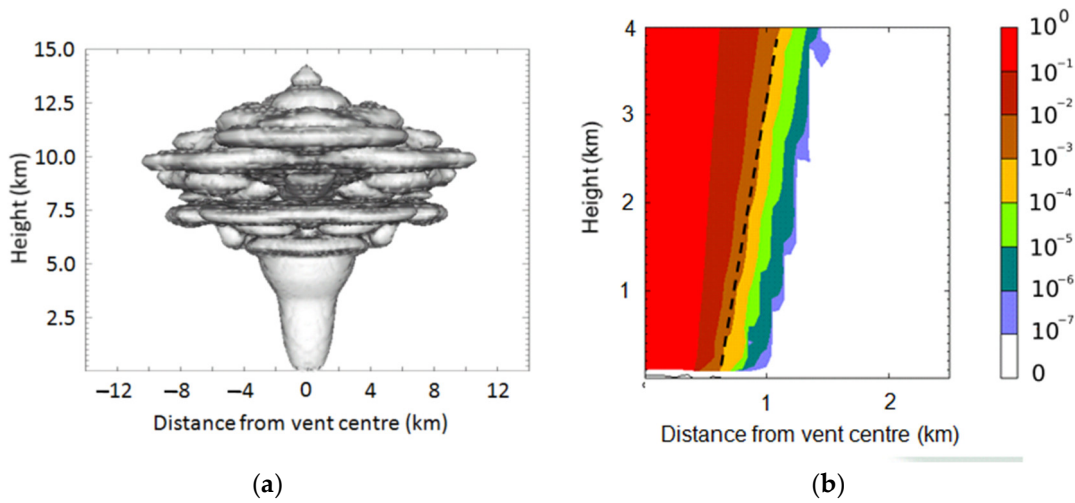 15.0
12.5
10.0
7.5
5.0
2.5
Height (km)
−12 −8 −4 0 4 8 12
Distance from vent centre (km)
(a)
4
3
2
1
Height (km)
1 2
Distance from vent centre (km)
10⁰
10⁻¹
10⁻²
10⁻³
10⁻⁴
10⁻⁵
10⁻⁶
10⁻⁷
0
(b)